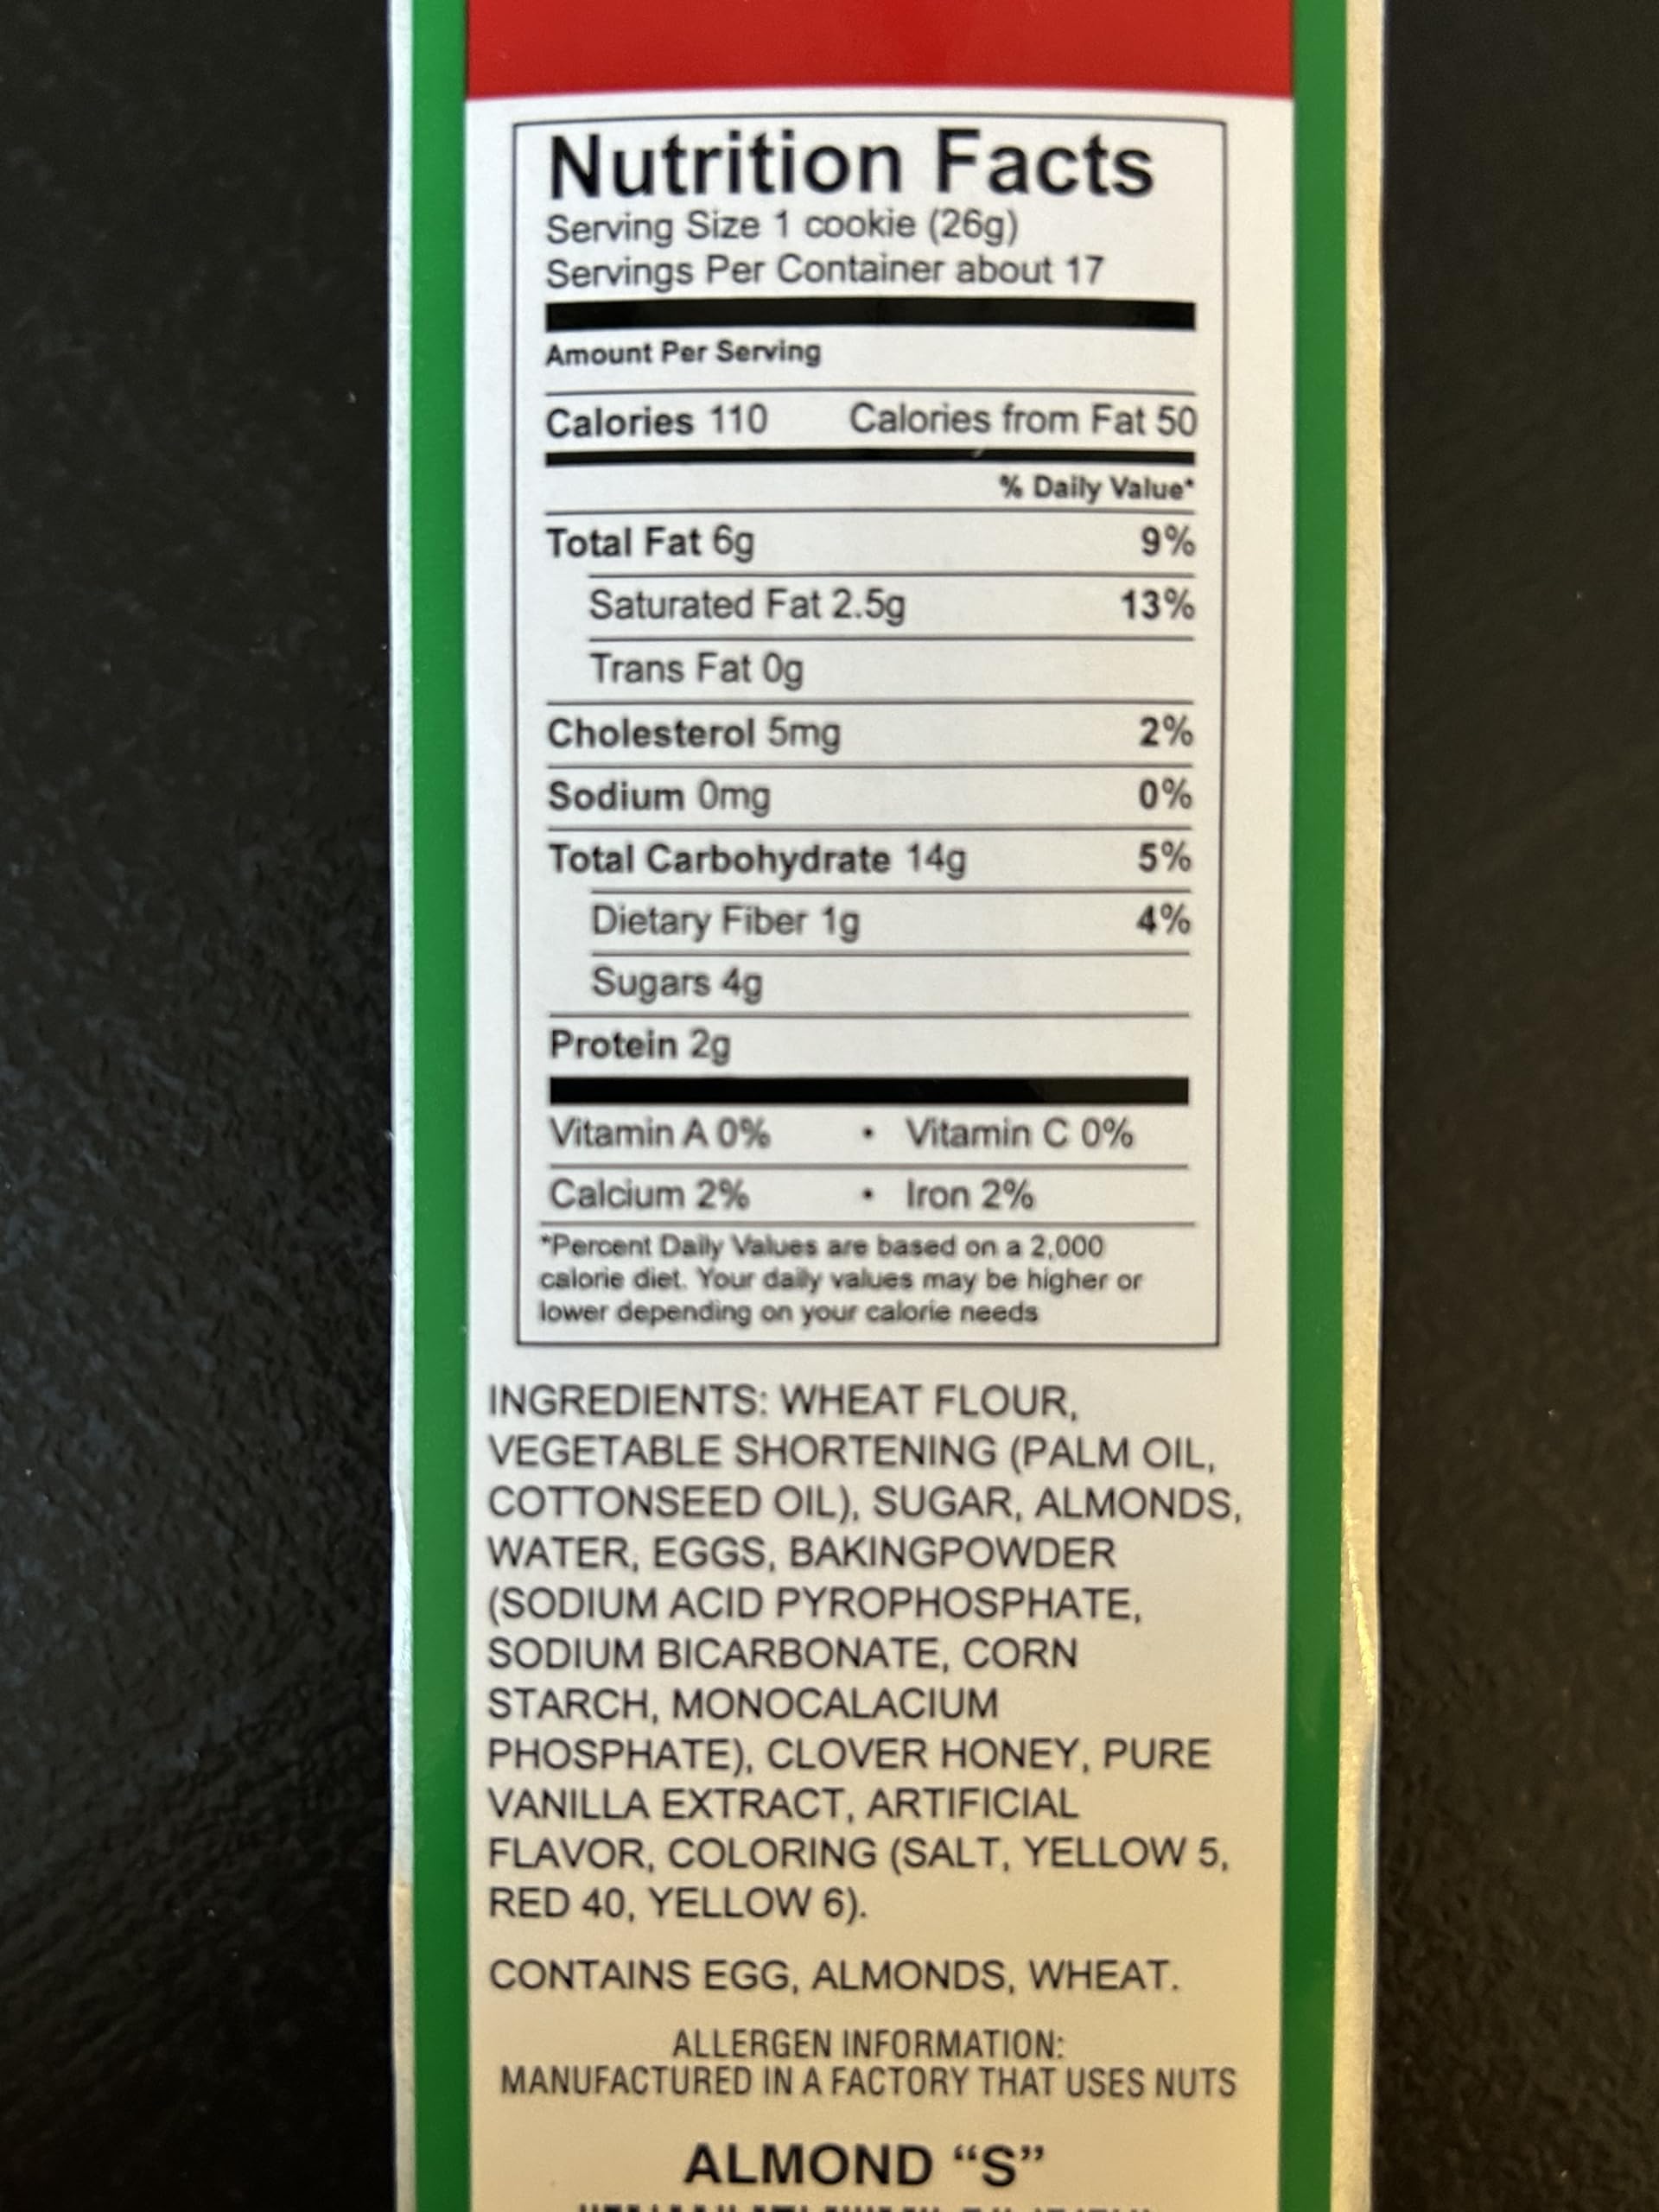 Nutrition Facts
Serving Size 1 cookie (26g)
Servings Per Container about 17
Amount Per Serving
Calories 110 Calories from Fat 50
% Daily Value*
Total Fat 6g 9%
Saturated Fat 2.5g 13%
Trans Fat 0g
Cholesterol 5mg 2%
Sodium 0mg 0%
Total Carbohydrate 14g 5%
Dietary Fiber 1g 4%
Sugars 4g
Protein 2g
Vitamin A 0% • Vitamin C 0%
Calcium 2% • Iron 2%
*Percent Daily Values are based on a 2,000
calorie diet. Your daily values may be higher or
lower depending on your calorie needs
INGREDIENTS: WHEAT FLOUR,
VEGETABLE SHORTENING (PALM OIL,
COTTONSEED OIL), SUGAR, ALMONDS,
WATER, EGGS, BAKINGPOWDER
(SODIUM ACID PYROPHOSPHATE,
SODIUM BICARBONATE, CORN
STARCH, MONOCALACIUM
PHOSPHATE), CLOVER HONEY, PURE
VANILLA EXTRACT, ARTIFICIAL
FLAVOR, COLORING (SALT, YELLOW 5,
RED 40, YELLOW 6).
CONTAINS EGG, ALMONDS, WHEAT.
ALLERGEN INFORMATION:
MANUFACTURED IN A FACTORY THAT USES NUTS
ALMOND “S”